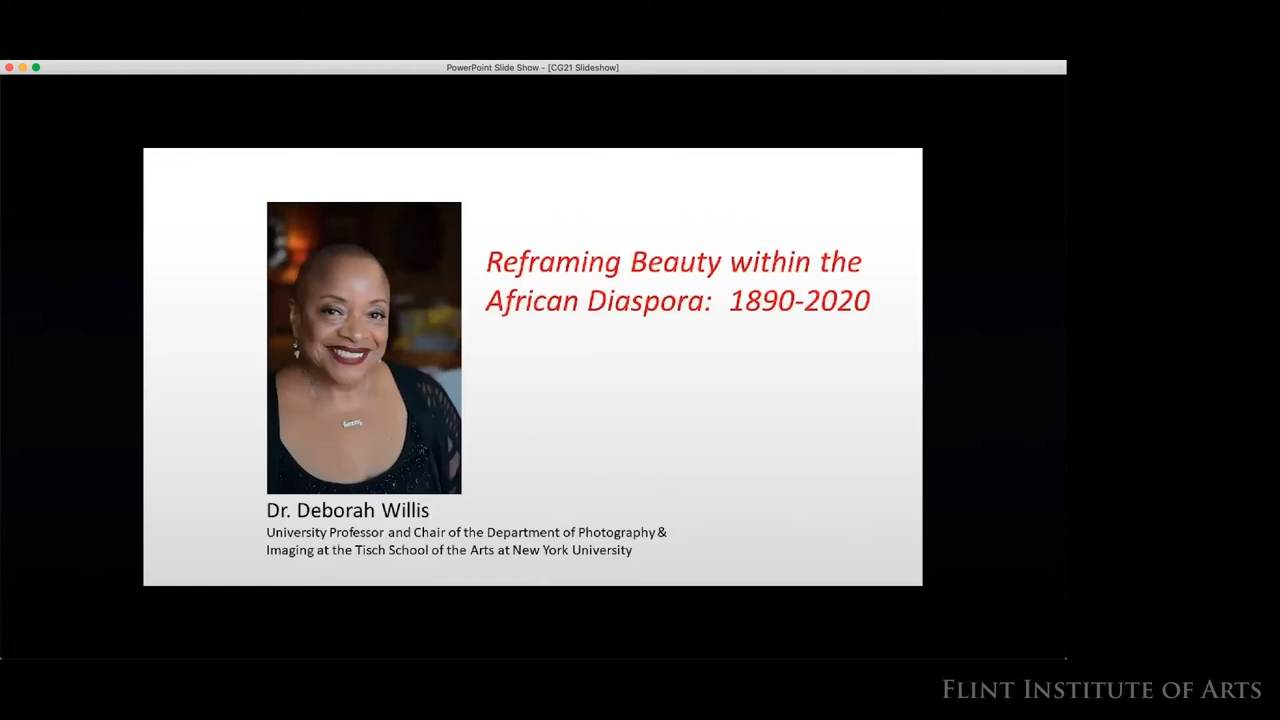 PowerPoint Slide Show - [CG21 Slideshow]
Reframing Beauty within the
African Diaspora: 1890-2020
Dr. Deborah Willis
University Professor and Chair of the Department of Photography &
Imaging at the Tisch School of the Arts at New York University
FLINT INSTITUTE OF ARTS